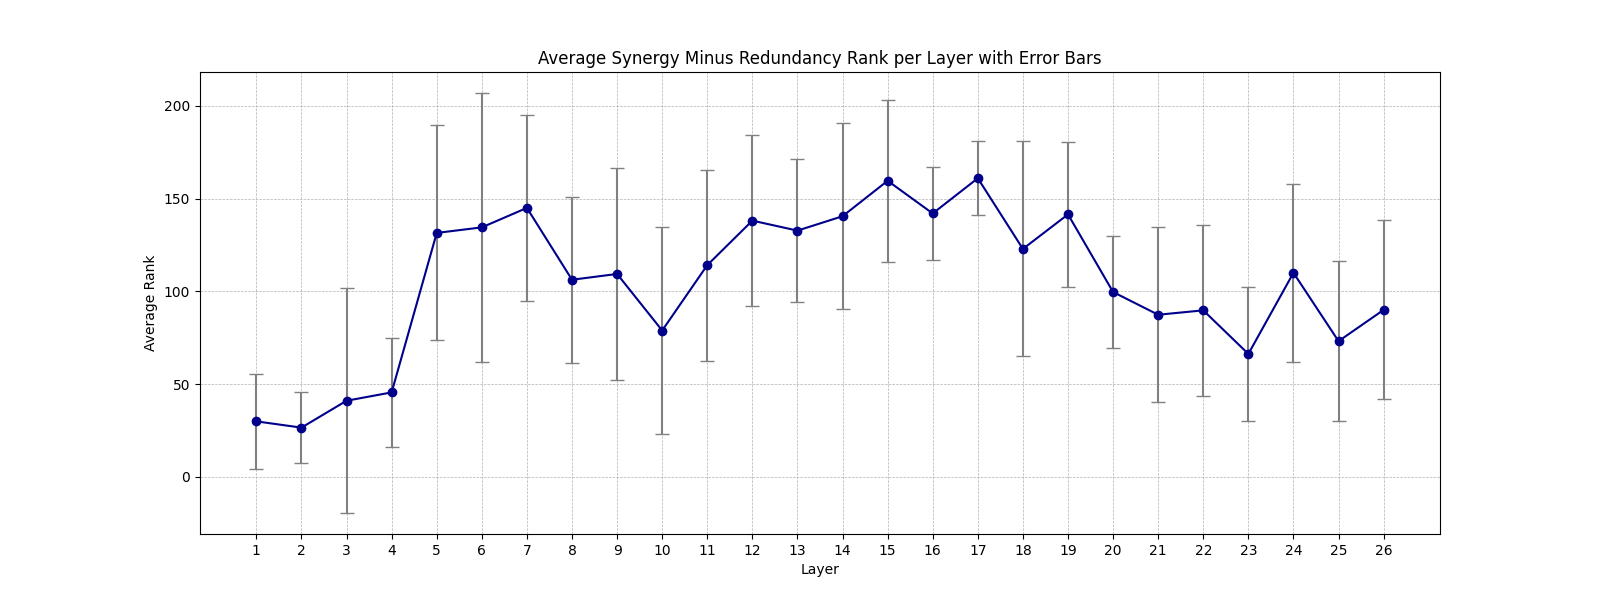 Average Synergy Minus Redundancy Rank per Layer with Error Bars
200
150
100
50
0
Average Rank
1 2 3 4 5 6 7 8 9 10 11 12 13 14 15 16 17 18 19 20 21 22 23 24 25 26
Layer